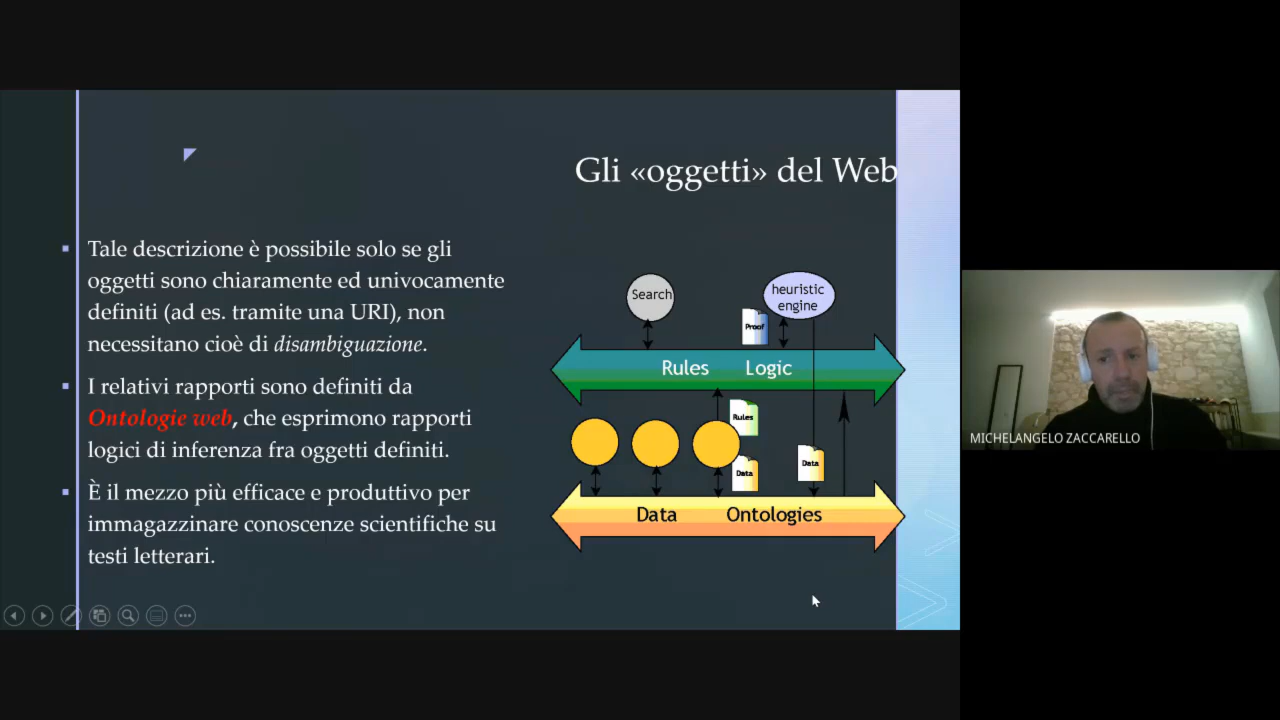 Gli «oggetti» del Web
▪ Tale descrizione è possibile solo se gli
oggetti sono chiaramente ed univocamente
definiti (ad es. tramite una URI), non
necessitano cioè di disambiguazione.
▪ I relativi rapporti sono definiti da
Ontologie web, che esprimono rapporti
logici di inferenza fra oggetti definiti.
▪ È il mezzo più efficace e produttivo per
immagazzinare conoscenze scientifiche su
testi letterari.
Search
heuristic
engine
Proof
Rules Logic
Rules
Data
Data
Data Ontologies
MICHELANGELO ZACCARELLO